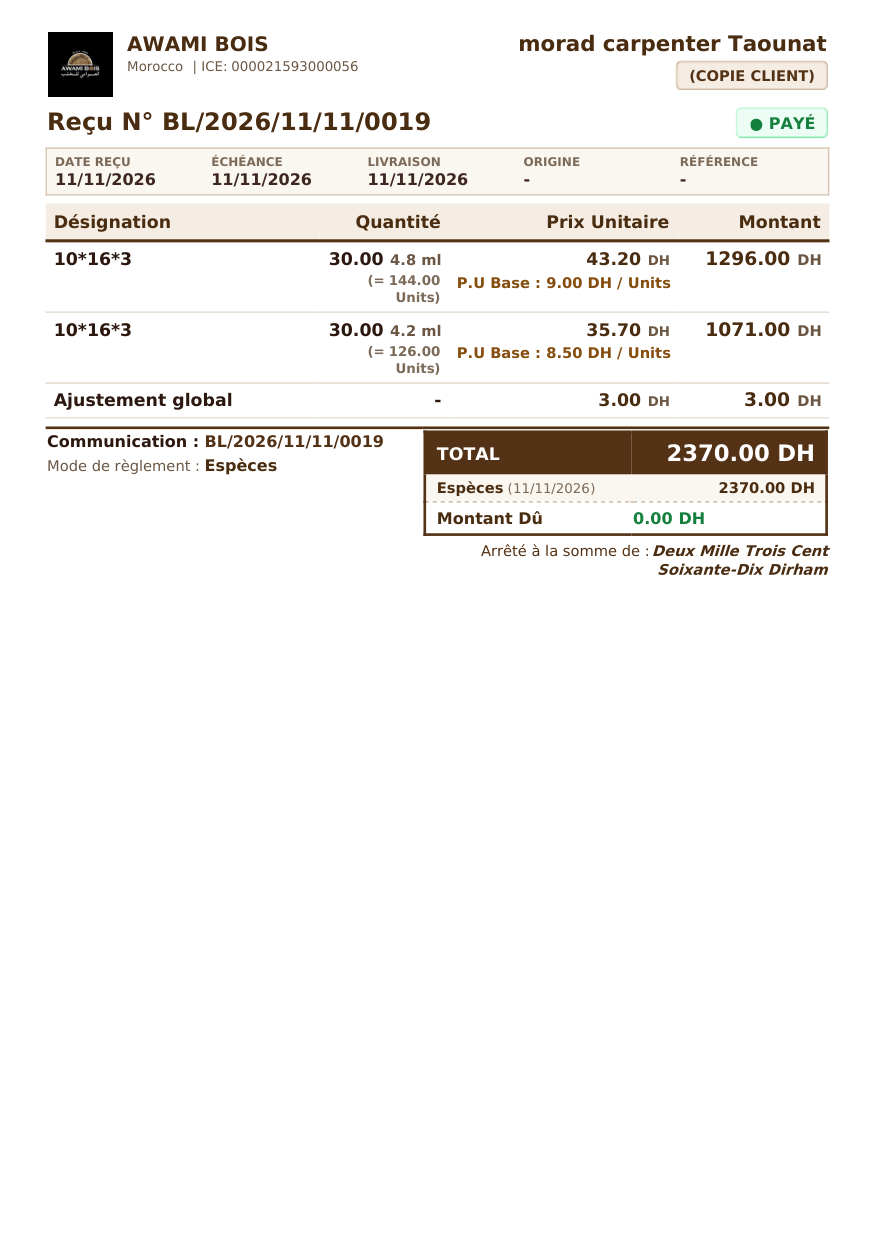 AWAMI BOIS
Morocco | ICE: 000021593000056
morad carpenter Taounat
(COPIE CLIENT)
AWAMI BOIS
العوامي للخشب
Reçu N° BL/2026/11/11/0019
● PAYÉ
DATE REÇU ÉCHÉANCE LIVRAISON ORIGINE RÉFÉRENCE
11/11/2026 11/11/2026 11/11/2026 - -
Désignation Quantité Prix Unitaire Montant
10*16*3 30.00 4.8 ml 43.20 DH 1296.00 DH
(= 144.00 P.U Base : 9.00 DH / Units
Units)
10*16*3 30.00 4.2 ml 35.70 DH 1071.00 DH
(= 126.00 P.U Base : 8.50 DH / Units
Units)
Ajustement global - 3.00 DH 3.00 DH
Communication : BL/2026/11/11/0019
Mode de règlement : Espèces
TOTAL 2370.00 DH
Espèces (11/11/2026) 2370.00 DH
Montant Dû 0.00 DH
Arrêté à la somme de : Deux Mille Trois Cent
Soixante-Dix Dirham